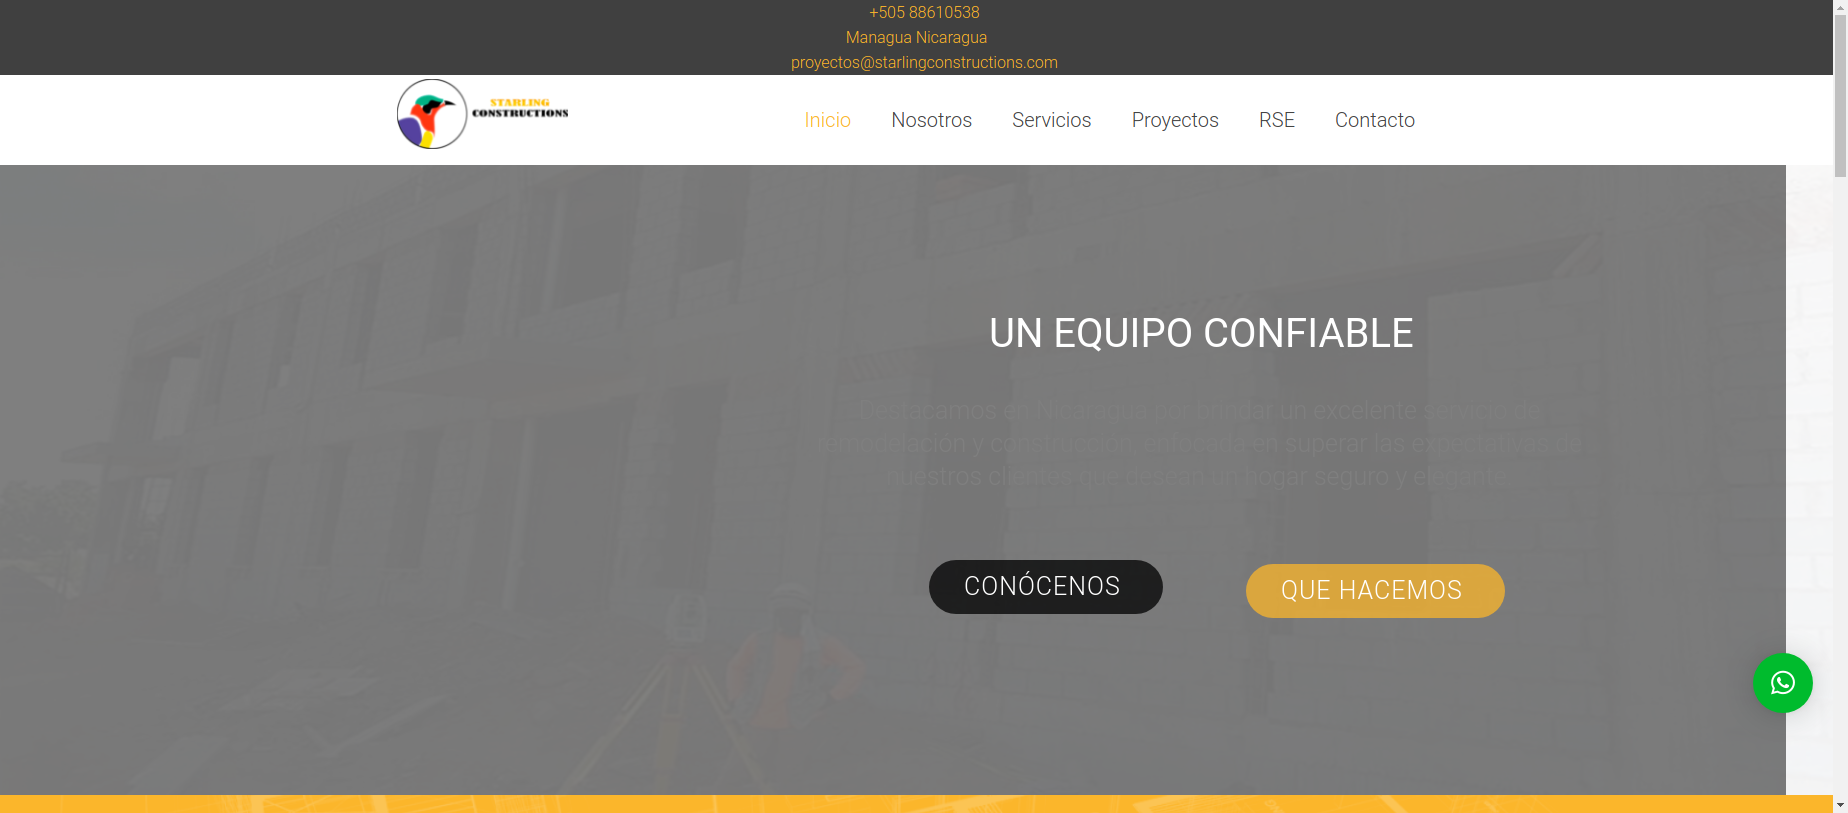 +505 88610538
Managua Nicaragua
proyectos@starlingconstructions.com
STARLING
CONSTRUCTIONS
Inicio Nosotros Servicios Proyectos RSE Contacto
UN EQUIPO CONFIABLE
Destacamos en Nicaragua por brindar un excelente servicio de
remodelación y construcción, enfocada en superar las expectativas de
nuestros clientes que desean un hogar seguro y elegante
CONÓCENOS QUE HACEMOS